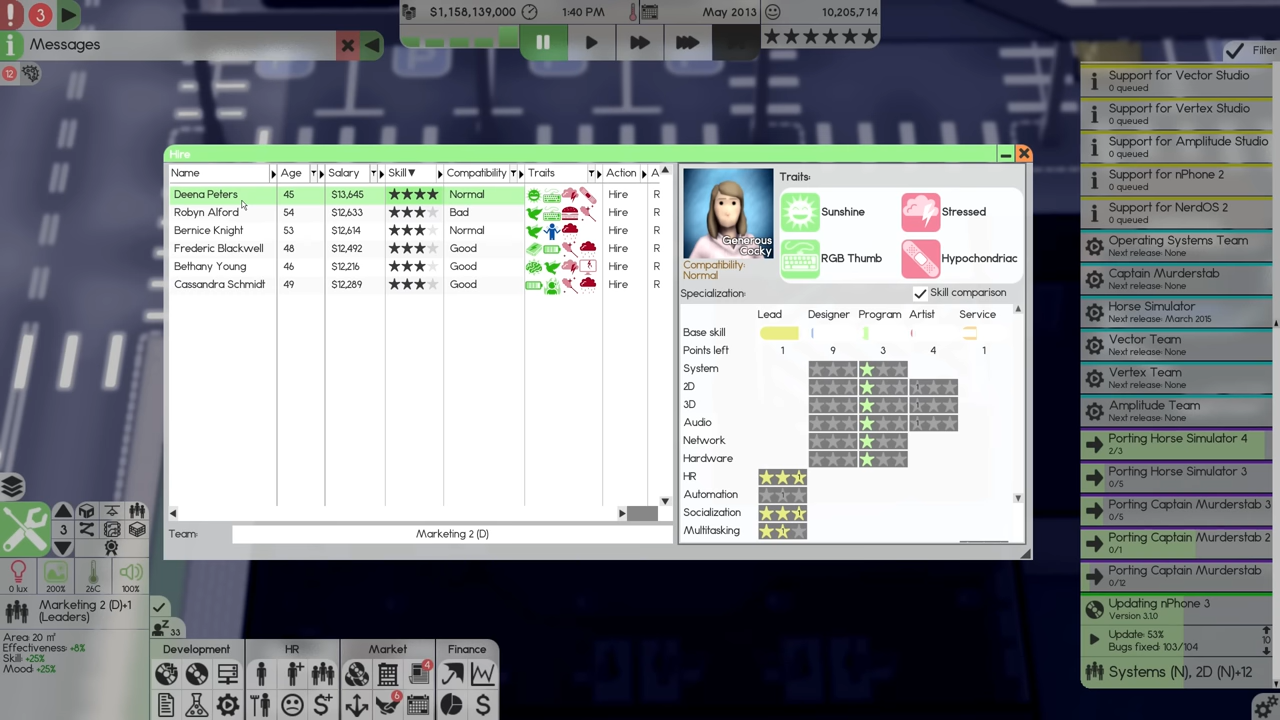 3
$1,158,139,000
1:40 PM
May 2013
10,205,714
Messages
12
Filter
Support for Vector Studio
0 queued
Support for Vertex Studio
0 queued
Support for Amplitude Studio
0 queued
Support for nPhone 2
0 queued
Support for NerdOS 2
0 queued
Operating Systems Team
Next release: None
Captain Murderstab
Next release: None
Horse Simulator
Next release: March 2015
Vector Team
Next release: None
Vertex Team
Next release: None
Amplitude Team
Next release: None
Porting Horse Simulator 4
2/3
Porting Horse Simulator 3
0/5
Porting Captain Murderstab 3
0/5
Porting Captain Murderstab 2
0/1
Porting Captain Murderstab
0/12
Updating nPhone 3
Version 3.1.0
Update: 53%
Bugs fixed: 103/104
10
Systems (N), 2D (N)+12
Hire
Name Age Salary Skill Compatibility Traits Action A
Deena Peters 45 $13,645 Normal Hire R
Robyn Alford 54 $12,633 Bad Hire R
Bernice Knight 53 $12,614 Normal Hire R
Frederic Blackwell 48 $12,492 Good Hire R
Bethany Young 46 $12,216 Good Hire R
Cassandra Schmidt 49 $12,289 Good Hire R
Team: Marketing 2 (D)
Generous
Cocky
Compatibility:
Normal
Traits:
Sunshine Stressed
RGB Thumb Hypochondriac
Specialization: Skill comparison
Lead Designer Program Artist Service
Base skill
Points left 1 9 3 4 1
System
2D
3D
Audio
Network
Hardware
HR
Automation
Socialization
Multitasking
3
0 lux 200% 26C 100%
Marketing 2 (D)+1
(Leaders)
Area 20 m²
Effectiveness: +8%
Skill: +25%
Mood: +25%
33
Development HR Market Finance
4
6